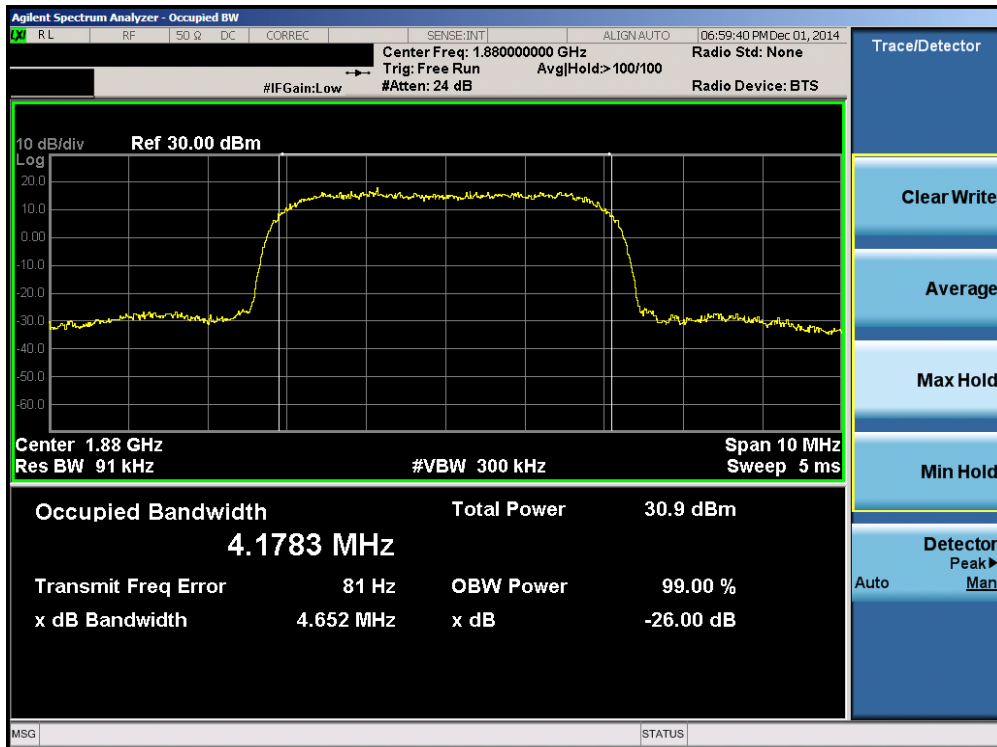 Agilent Spectrum Analyzer - Occupied BW
LXI RL RF 50 Ω DC CORREC SENSE:INT ALIGN AUTO 06:59:40 PM Dec 01, 2014
Center Freq: 1.880000000 GHz Radio Std: None
Trig: Free Run Avg|Hold:>100/100
#IFGain:Low #Atten: 24 dB Radio Device: BTS
10 dB/div Ref 30.00 dBm
Log
20.0
10.0
0.00
-10.0
-20.0
-30.0
-40.0
-50.0
-60.0
Center 1.88 GHz Span 10 MHz
Res BW 91 kHz #VBW 300 kHz Sweep 5 ms
Occupied Bandwidth Total Power 30.9 dBm
4.1783 MHz
Transmit Freq Error 81 Hz OBW Power 99.00 %
x dB Bandwidth 4.652 MHz x dB -26.00 dB
MSG STATUS
Trace/Detector
Clear Write
Average
Max Hold
Min Hold
Detector
Peak▶
Auto Man